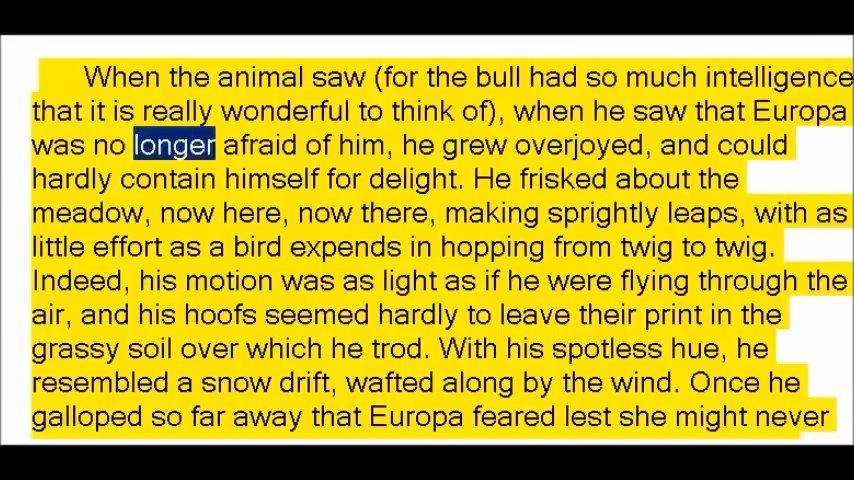 When the animal saw (for the bull had so much intelligence
that it is really wonderful to think of), when he saw that Europa
was no longer afraid of him, he grew overjoyed, and could
hardly contain himself for delight. He frisked about the
meadow, now here, now there, making sprightly leaps, with as
little effort as a bird expends in hopping from twig to twig.
Indeed, his motion was as light as if he were flying through the
air, and his hoofs seemed hardly to leave their print in the
grassy soil over which he trod. With his spotless hue, he
resembled a snow drift, wafted along by the wind. Once he
galloped so far away that Europa feared lest she might never